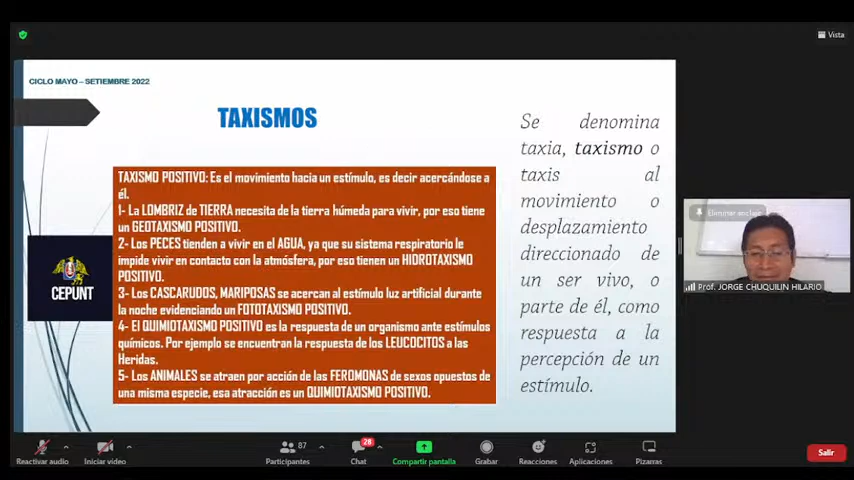 Vista
CICLO MAYO – SETIEMBRE 2022
TAXISMOS
TAXISMO POSITIVO: Es el movimiento hacia un estímulo, es decir acercándose a
él.
1- La LOMBRIZ de TIERRA necesita de la tierra húmeda para vivir, por eso tiene
un GEOTAXISMO POSITIVO.
2- Los PECES tienden a vivir en el AGUA, ya que su sistema respiratorio le
impide vivir en contacto con la atmósfera, por eso tienen un HIDROTAXISMO
POSITIVO.
3- Los CASCARUDOS, MARIPOSAS se acercan al estímulo luz artificial durante
la noche evidenciando un FOTOTAXISMO POSITIVO.
4- El QUIMIOTAXISMO POSITIVO es la respuesta de un organismo ante estímulos
químicos. Por ejemplo se encuentran la respuesta de los LEUCOCITOS a las
Heridas.
5- Los ANIMALES se atraen por acción de las FEROMONAS de sexos opuestos de
una misma especie, esa atracción es un QUIMIOTAXISMO POSITIVO.
CEPUNT
Se denomina
taxia, taxismo o
taxis al
movimiento o
desplazamiento
direccionado de
un ser vivo, o
parte de él, como
respuesta a la
percepción de un
estímulo.
Eliminar anclaje
Prof. JORGE CHUQUILIN HILARIO
Reactivar audio
Iniciar video
87
Participantes
28
Chat
Compartir pantalla
Grabar
Reacciones
Aplicaciones
Pizarras
Salir